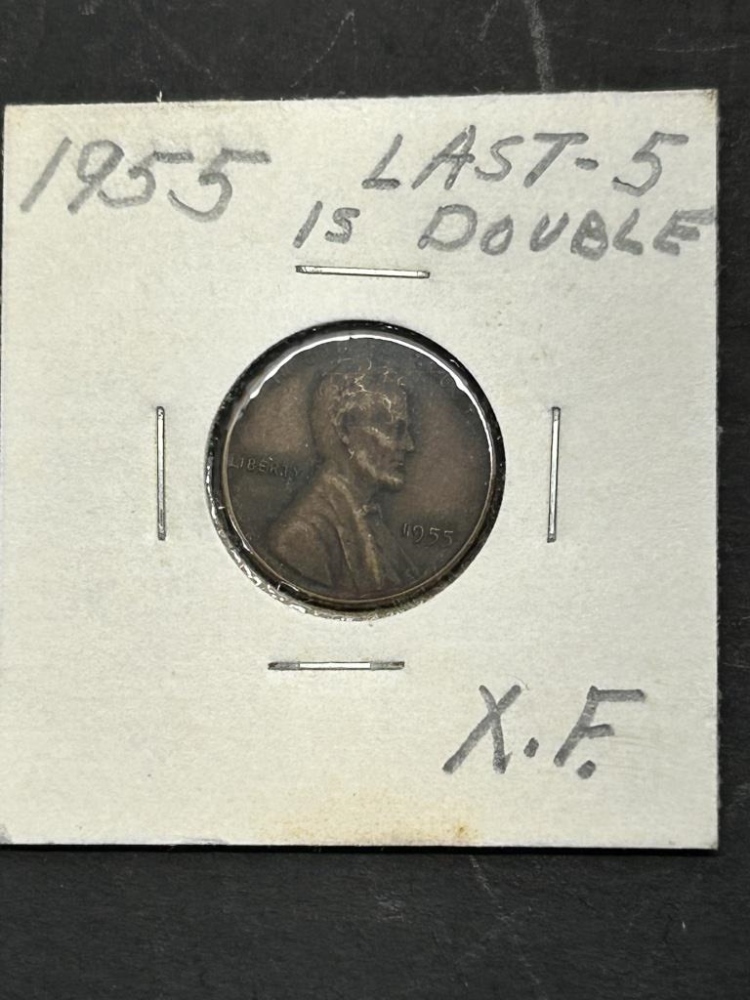 1955 LAST-5
IS DOUBLE
LIBERTY
1955
X.F.